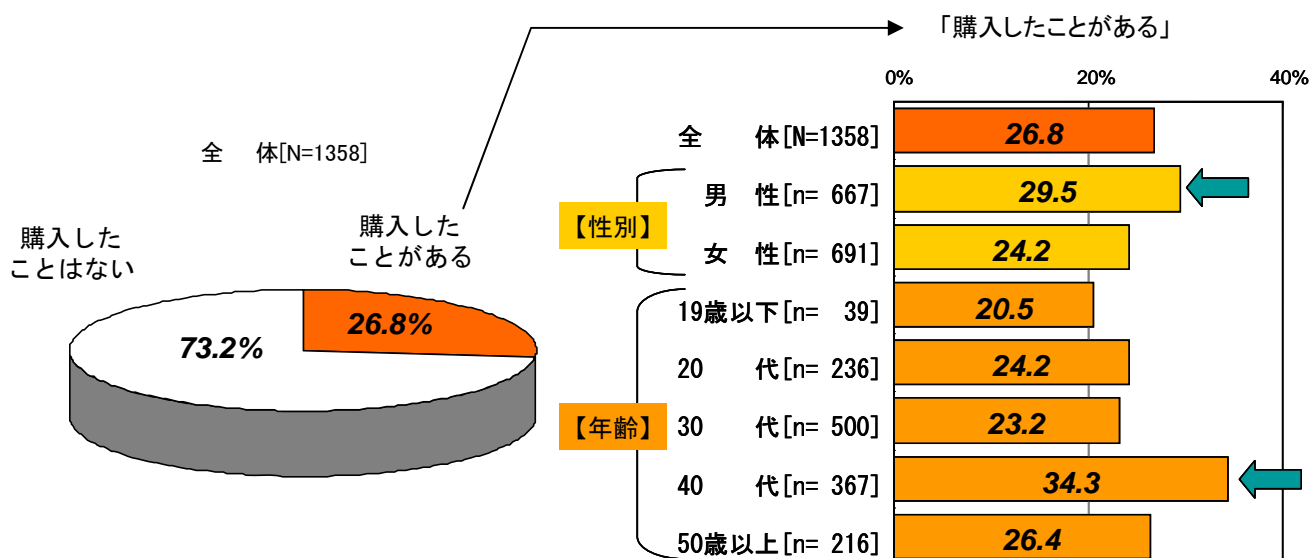 「購入したことがある」
0% 20% 40%
全 体[N=1358]
購入した
ことはない
購入した
ことがある
73.2%
26.8%
全 体[N=1358] 26.8
【性別】
男 性[n= 667] 29.5
女 性[n= 691] 24.2
【年齢】
19歳以下[n= 39] 20.5
20 代[n= 236] 24.2
30 代[n= 500] 23.2
40 代[n= 367] 34.3
50歳以上[n= 216] 26.4